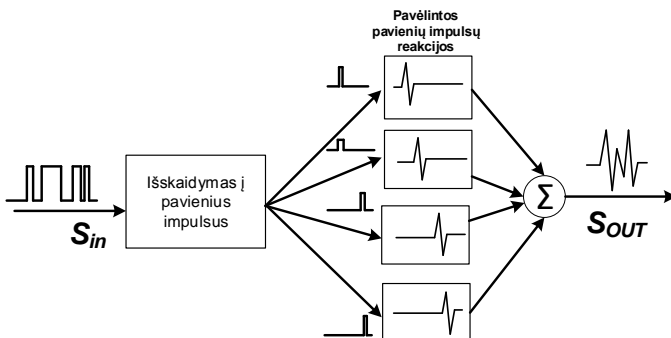 Pavėlintos
pavienių impulsų
reakcijos
Išskaidymas į
pavienius
impulsus
S_in
Σ
S_OUT